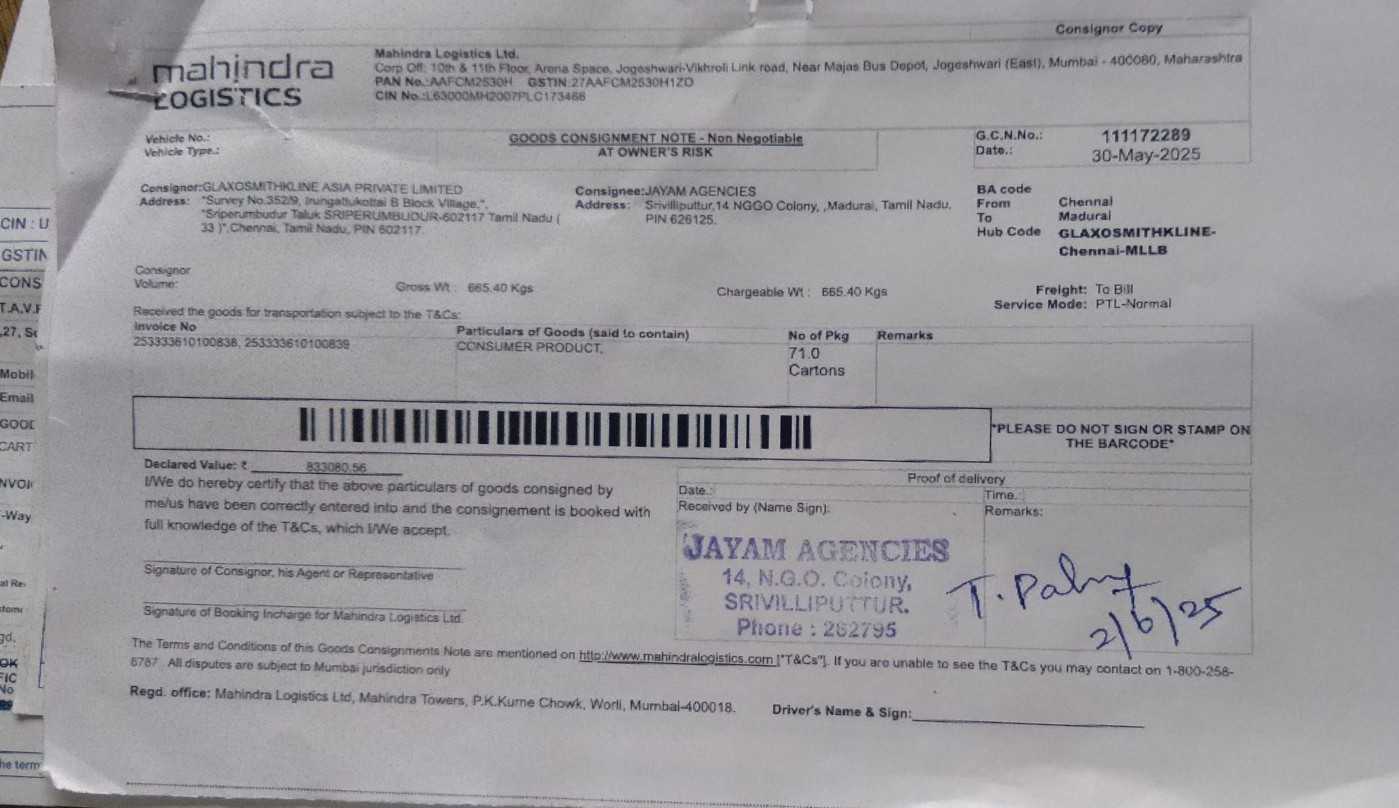 Consignor Copy
mahindra
LOGISTICS
Mahindra Logistics Ltd.
Corp Off: 10th & 11th Floor, Arena Space, Jogeshwari-Vikhroli Link road, Near Majas Bus Depot, Jogeshwari (East), Mumbai - 400060, Maharashtra
PAN No.:AAFCM2530H GSTIN:27AAFCM2530H1ZO
CIN No.:L63000MH2007PLC173466
Vehicle No.:
Vehicle Type.:
GOODS CONSIGNMENT NOTE - Non Negotiable
AT OWNER'S RISK
G.C.N.No.: 111172289
Date.: 30-May-2025
Consignor:GLAXOSMITHKLINE ASIA PRIVATE LIMITED
Address: "Survey No.352/9, Irungattukottai B Block Village,",
"Sriperumbudur Taluk SRIPERUMBUDUR-602117 Tamil Nadu (
33 )",Chennai, Tamil Nadu, PIN 602117.
Consignee:JAYAM AGENCIES
Address: Srivilliputtur,14 NGGO Colony, ,Madurai, Tamil Nadu,
PIN 626125.
BA code
From Chennai
To Madurai
Hub Code GLAXOSMITHKLINE-
Chennai-MLLB
Consignor
Volume:
Gross Wt : 665.40 Kgs
Chargeable Wt : 665.40 Kgs
Freight: To Bill
Service Mode: PTL-Normal
Received the goods for transportation subject to the T&Cs:
Invoice No Particulars of Goods (said to contain) No of Pkg Remarks
253333610100838, 253333610100839 CONSUMER PRODUCT, 71.0
Cartons
*PLEASE DO NOT SIGN OR STAMP ON
THE BARCODE*
Declared Value: ₹ 833080.56
I/We do hereby certify that the above particulars of goods consigned by
me/us have been correctly entered into and the consignement is booked with
full knowledge of the T&Cs, which I/We accept.
Signature of Consignor, his Agent or Representative
Signature of Booking Incharge for Mahindra Logistics Ltd.
Proof of delivery
Date.: Time.:
Received by (Name Sign): Remarks:
JAYAM AGENCIES
14, N.G.O. Colony,
SRIVILLIPUTTUR.
Phone : 262795
T.
2/6/25
The Terms and Conditions of this Goods Consignments Note are mentioned on http://www.mahindralogistics.com ["T&Cs"]. If you are unable to see the T&Cs you may contact on 1-800-258-
6787 . All disputes are subject to Mumbai jurisdiction only
Regd. office: Mahindra Logistics Ltd, Mahindra Towers, P.K.Kurne Chowk, Worli, Mumbai-400018.
Driver's Name & Sign:
CIN : U
GSTIN
CONS
T.A.V.F
Mobil
Email
GOOD
CART
NVOI
-Way
he term